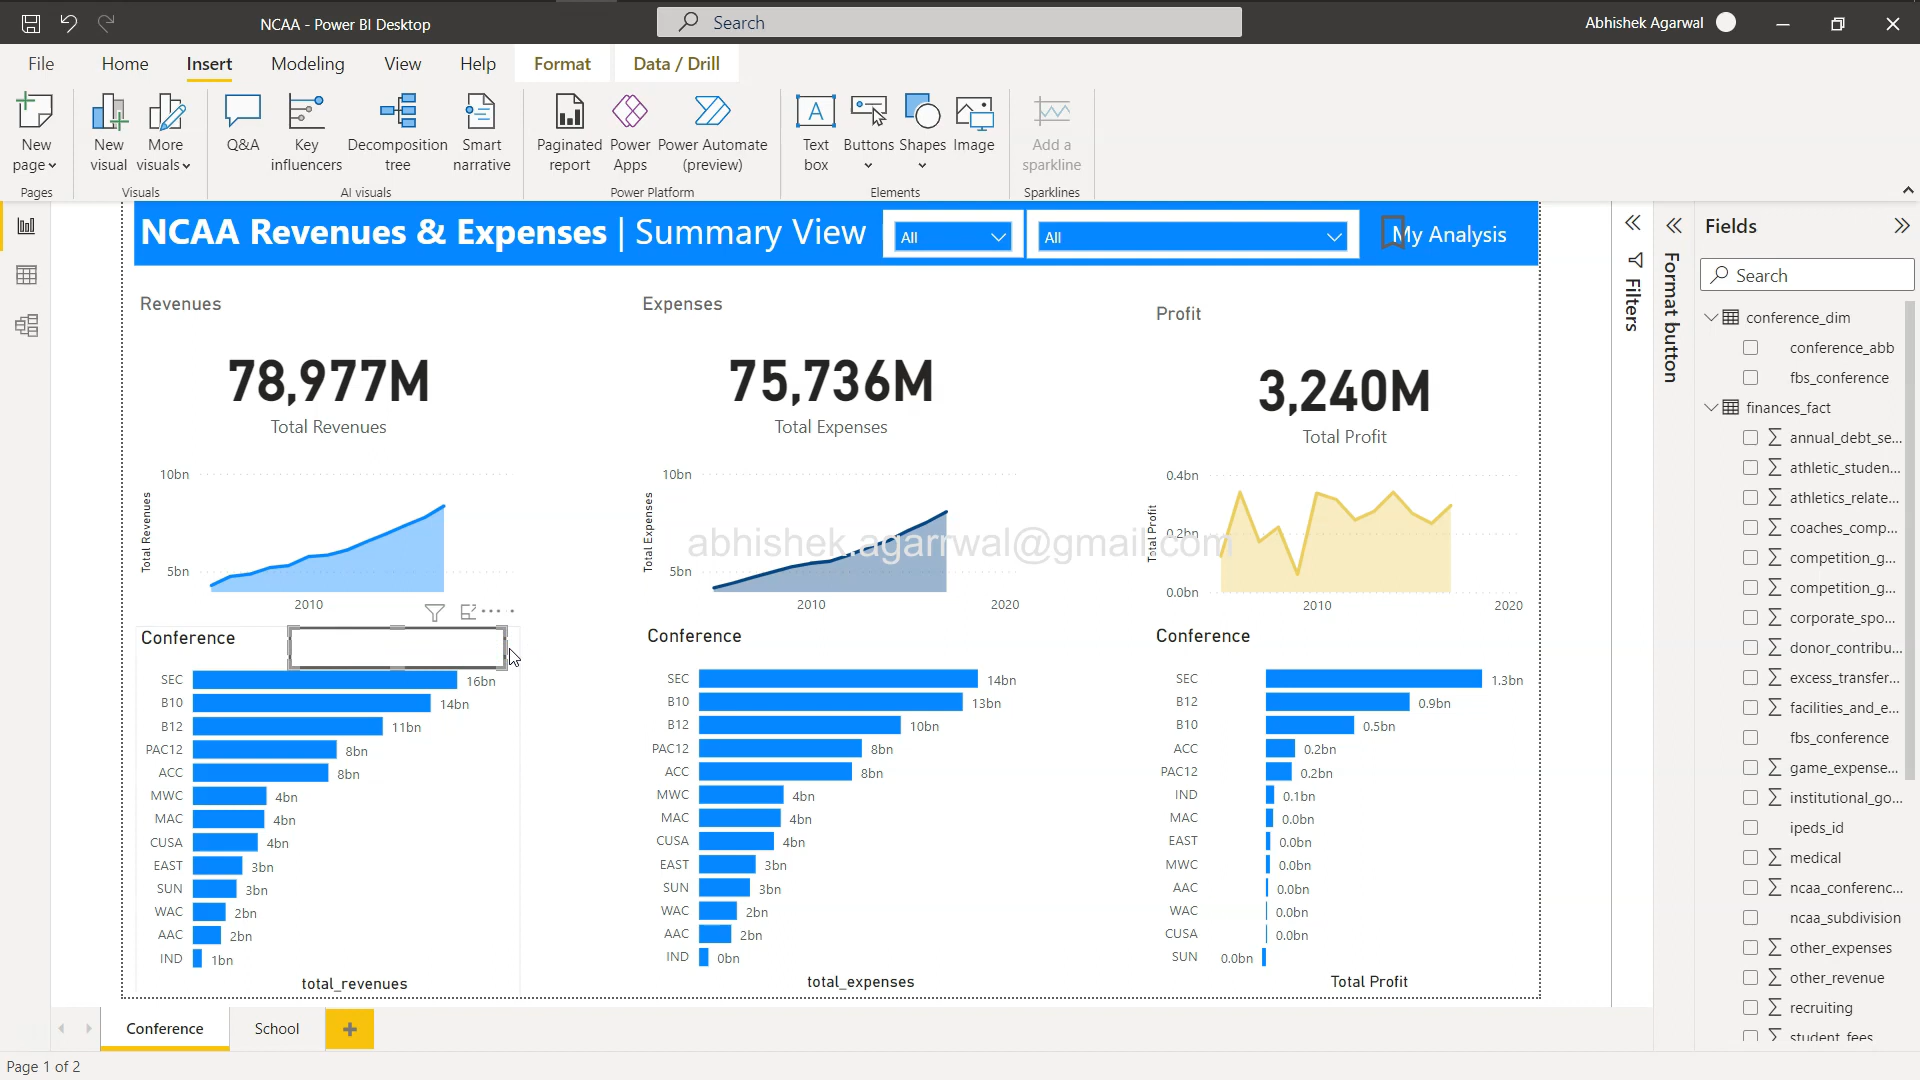 NCAA - Power BI Desktop
Search
Abhishek Agarwal
File
Home
Insert
Modeling
View
Help
Format
Data / Drill
New page
New visual
More visuals
Q&A
Key influencers
Decomposition tree
Smart narrative
Paginated report
Power Apps
Power Automate (preview)
Text box
Buttons
Shapes
Image
Add a sparkline
Pages
Visuals
AI visuals
Power Platform
Elements
Sparklines
NCAA Revenues & Expenses | Summary View
All
All
My Analysis
Revenues
78,977M
Total Revenues
Total Revenues
10bn
5bn
2010
Conference
SEC 16bn
B10 14bn
B12 11bn
PAC12 8bn
ACC 8bn
MWC 4bn
MAC 4bn
CUSA 4bn
EAST 3bn
SUN 3bn
WAC 2bn
AAC 2bn
IND 1bn
total_revenues
Expenses
75,736M
Total Expenses
Total Expenses
10bn
5bn
2010
2020
Conference
SEC 14bn
B10 13bn
B12 10bn
PAC12 8bn
ACC 8bn
MWC 4bn
MAC 4bn
CUSA 4bn
EAST 3bn
SUN 3bn
WAC 2bn
AAC 2bn
IND 0bn
total_expenses
Profit
3,240M
Total Profit
Total Profit
0.4bn
0.2bn
0.0bn
2010
2020
Conference
SEC 1.3bn
B12 0.9bn
B10 0.5bn
ACC 0.2bn
PAC12 0.2bn
IND 0.1bn
MAC 0.0bn
EAST 0.0bn
MWC 0.0bn
AAC 0.0bn
WAC 0.0bn
CUSA 0.0bn
SUN 0.0bn
Total Profit
abhishek.agarrwal@gmail.com
Filters
Format button
Fields
Search
conference_dim
conference_abb
fbs_conference
finances_fact
annual_debt_se...
athletic_studen...
athletics_relate...
coaches_comp...
competition_g...
competition_g...
corporate_spo...
donor_contribu...
excess_transfer...
facilities_and_e...
fbs_conference
game_expense...
institutional_go...
ipeds_id
medical
ncaa_conferenc...
ncaa_subdivision
other_expenses
other_revenue
recruiting
student_fees
Conference
School
Page 1 of 2